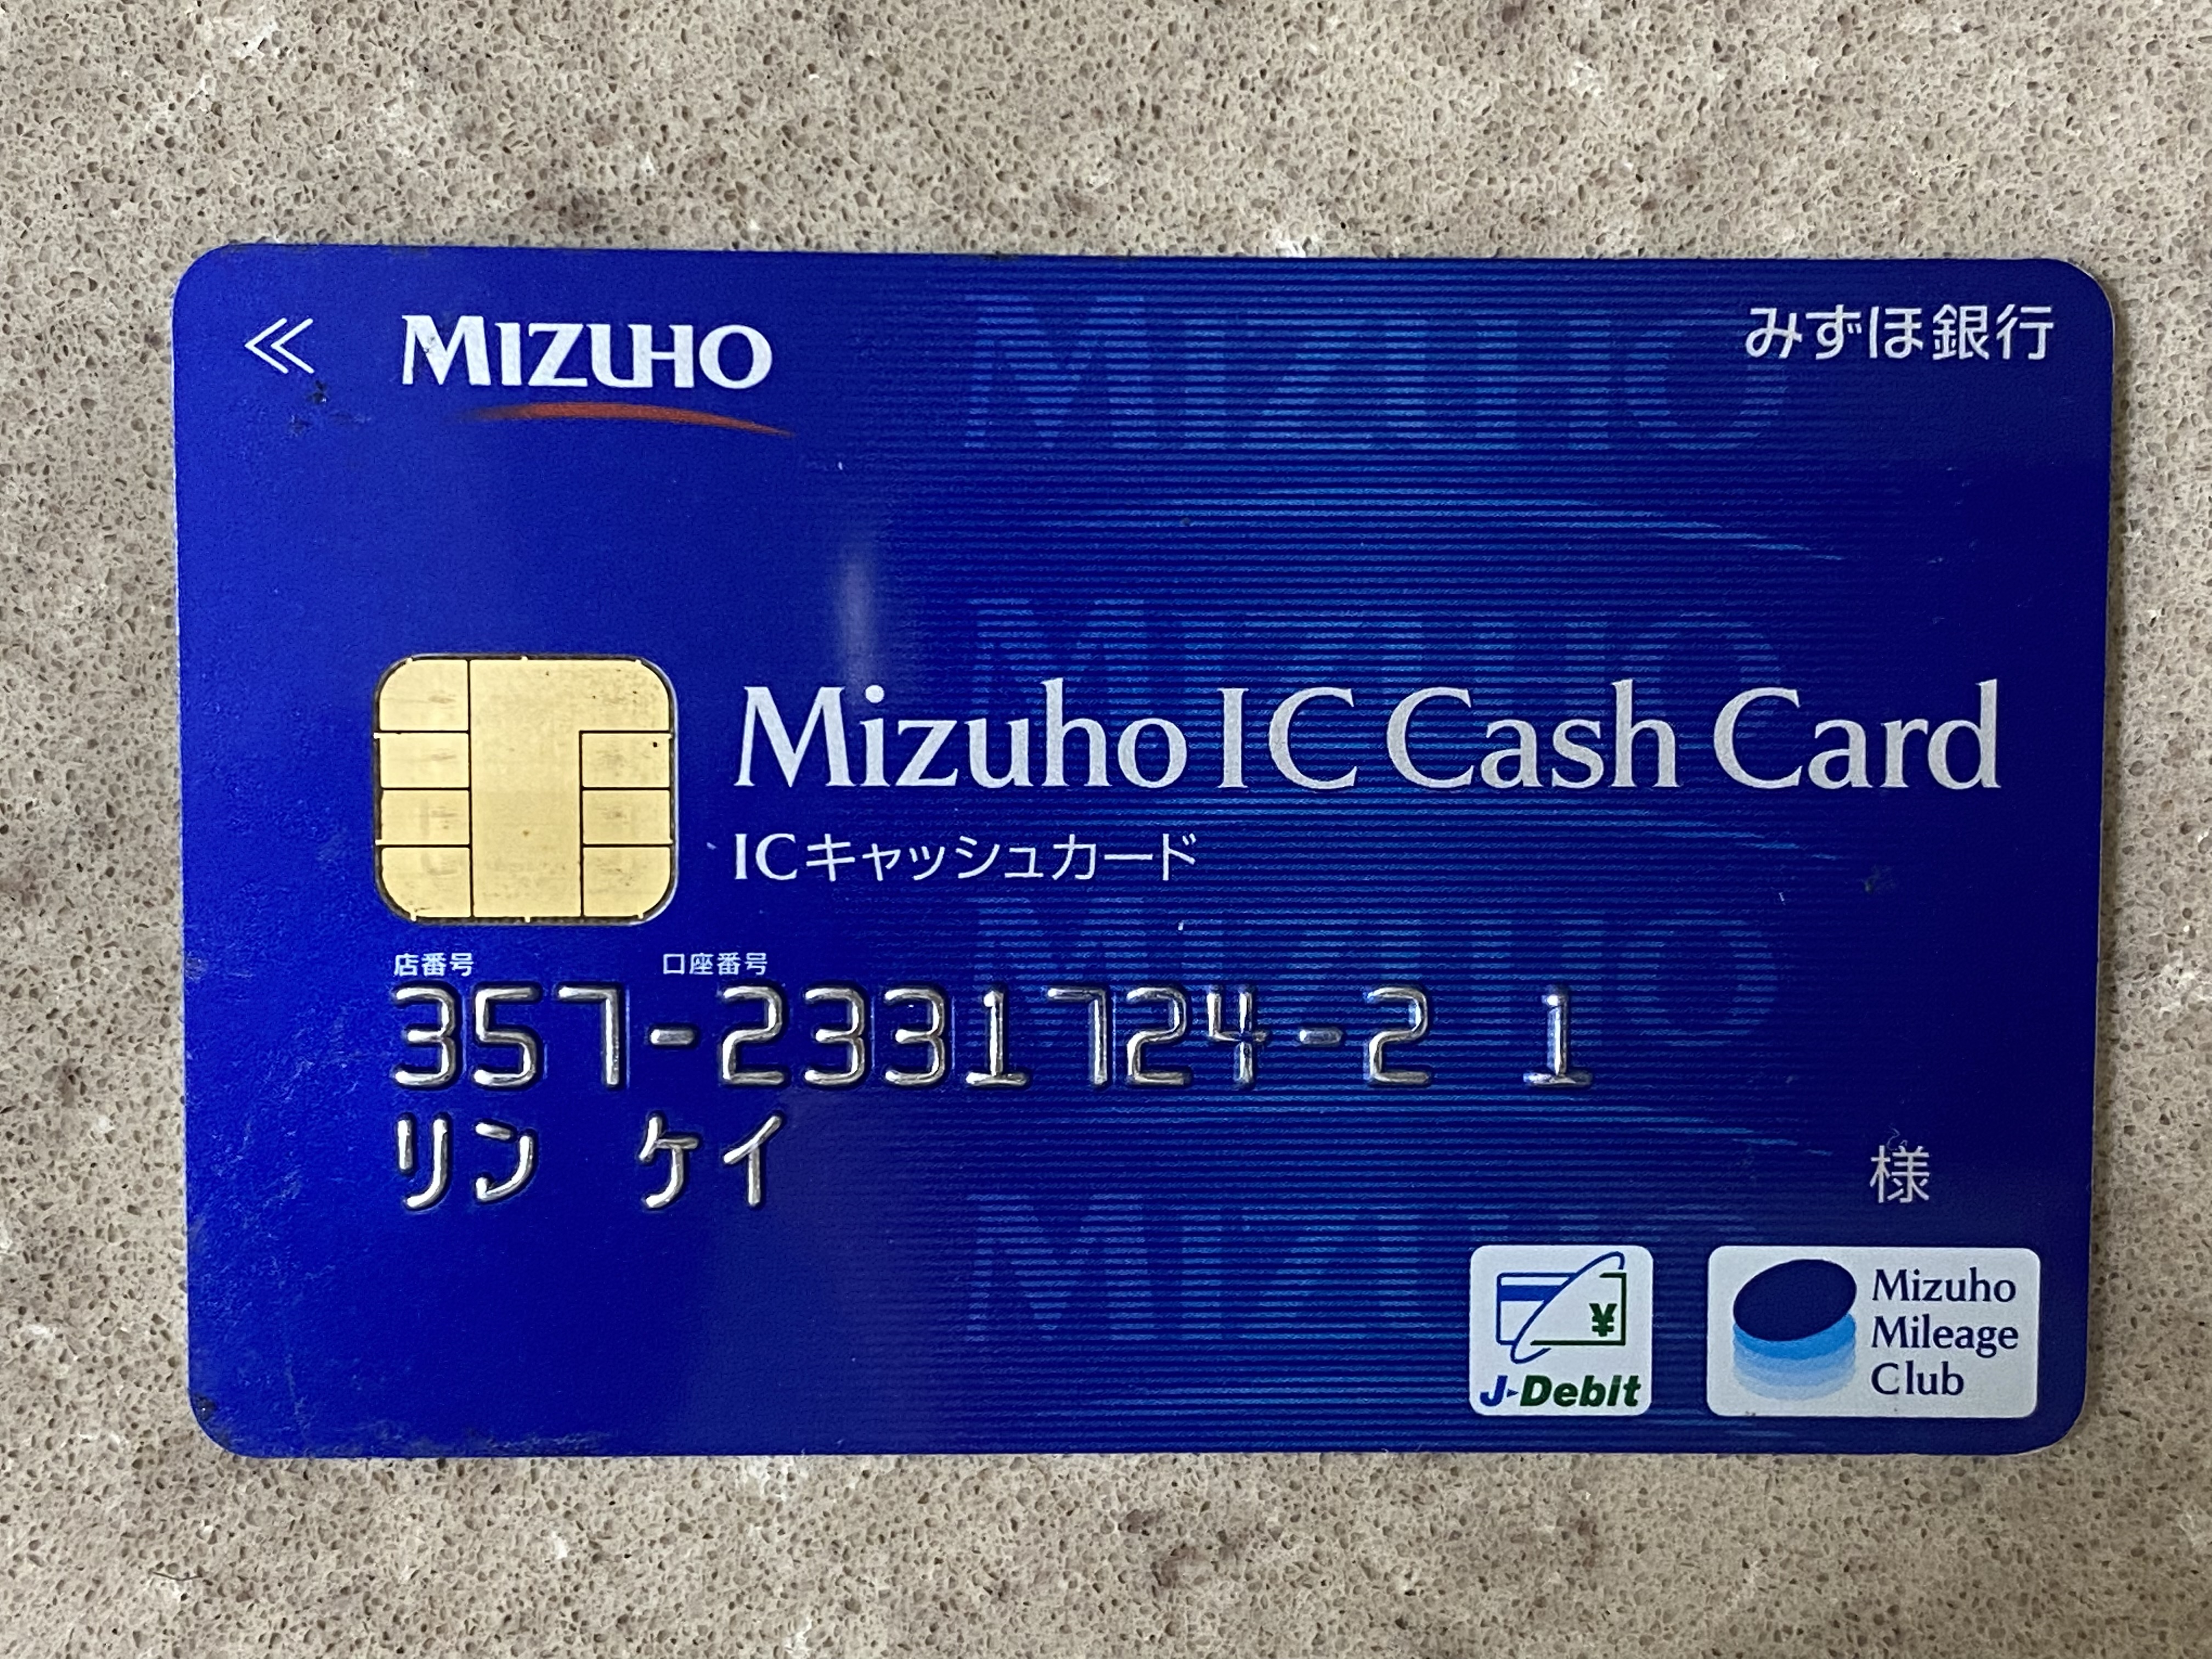 MIZUHO みずほ銀行
Mizuho IC Cash Card
ICキャッシュカード
店番号 口座番号
357-2331724-2 1
リン ケイ 様
J-Debit
Mizuho
Mileage
Club